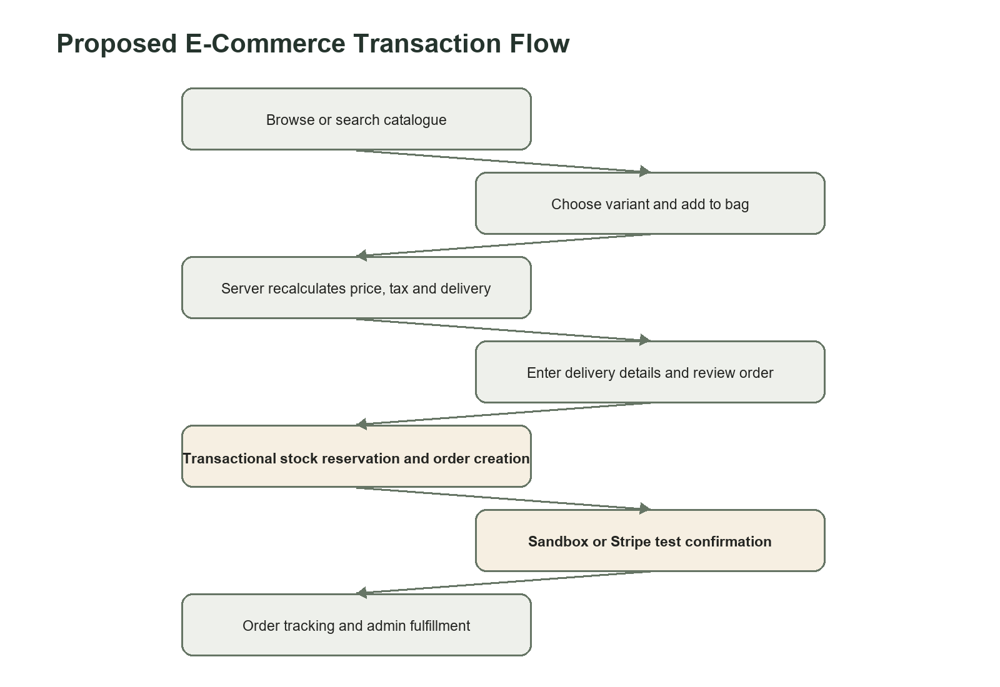 Proposed E-Commerce Transaction Flow
Browse or search catalogue
Choose variant and add to bag
Server recalculates price, tax and delivery
Enter delivery details and review order
Transactional stock reservation and order creation
Sandbox or Stripe test confirmation
Order tracking and admin fulfillment